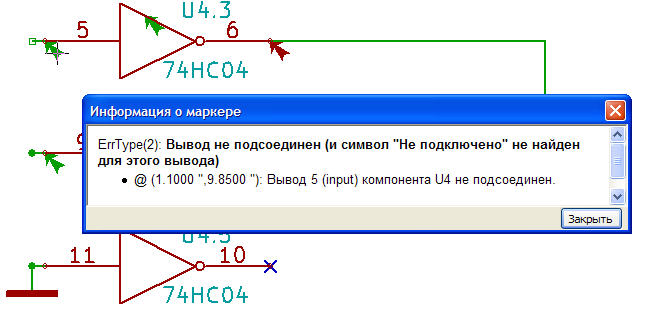 U4.3
5
6
74HC04
Информация о маркере
ErrType(2): Вывод не подсоединен (и символ "Не подключено" не найден
для этого вывода)
@ (1.1000 ",9.8500 "): Вывод 5 (input) компонента U4 не подсоединен.
Закрыть
U4.5
11
10
74HC04